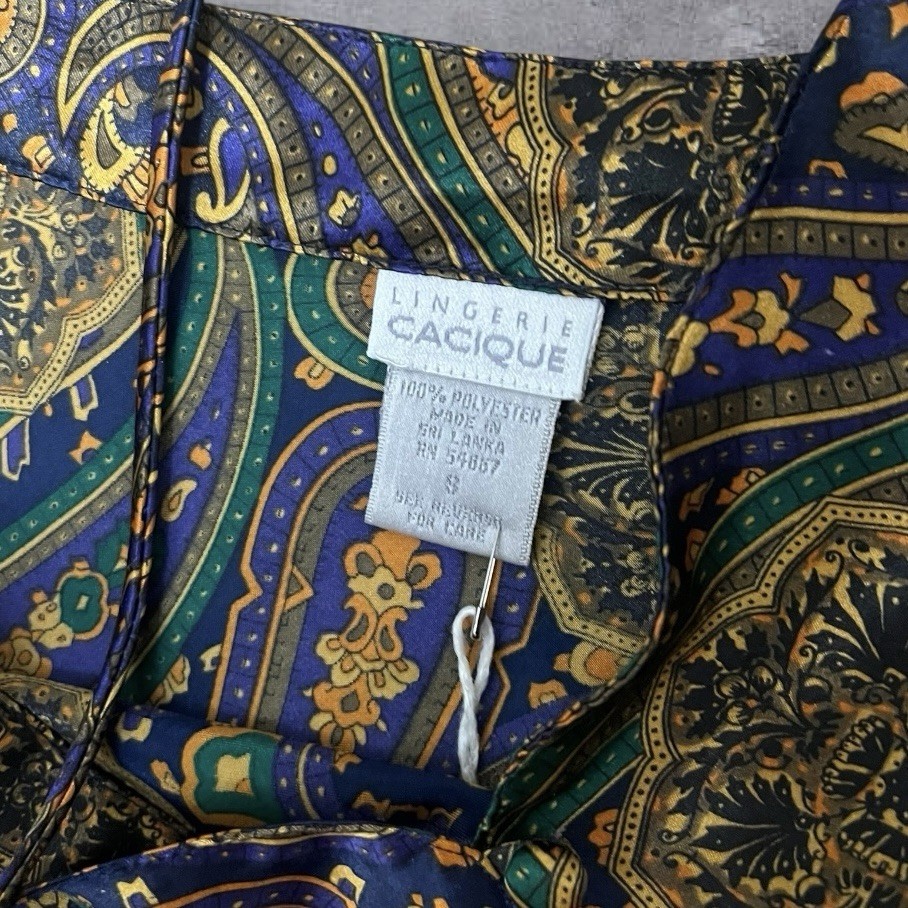 LINGERIE
CACIQUE
100% POLYESTER
MADE IN
SRI LANKA
RN 54867
S
SEE REVERSE
FOR CARE